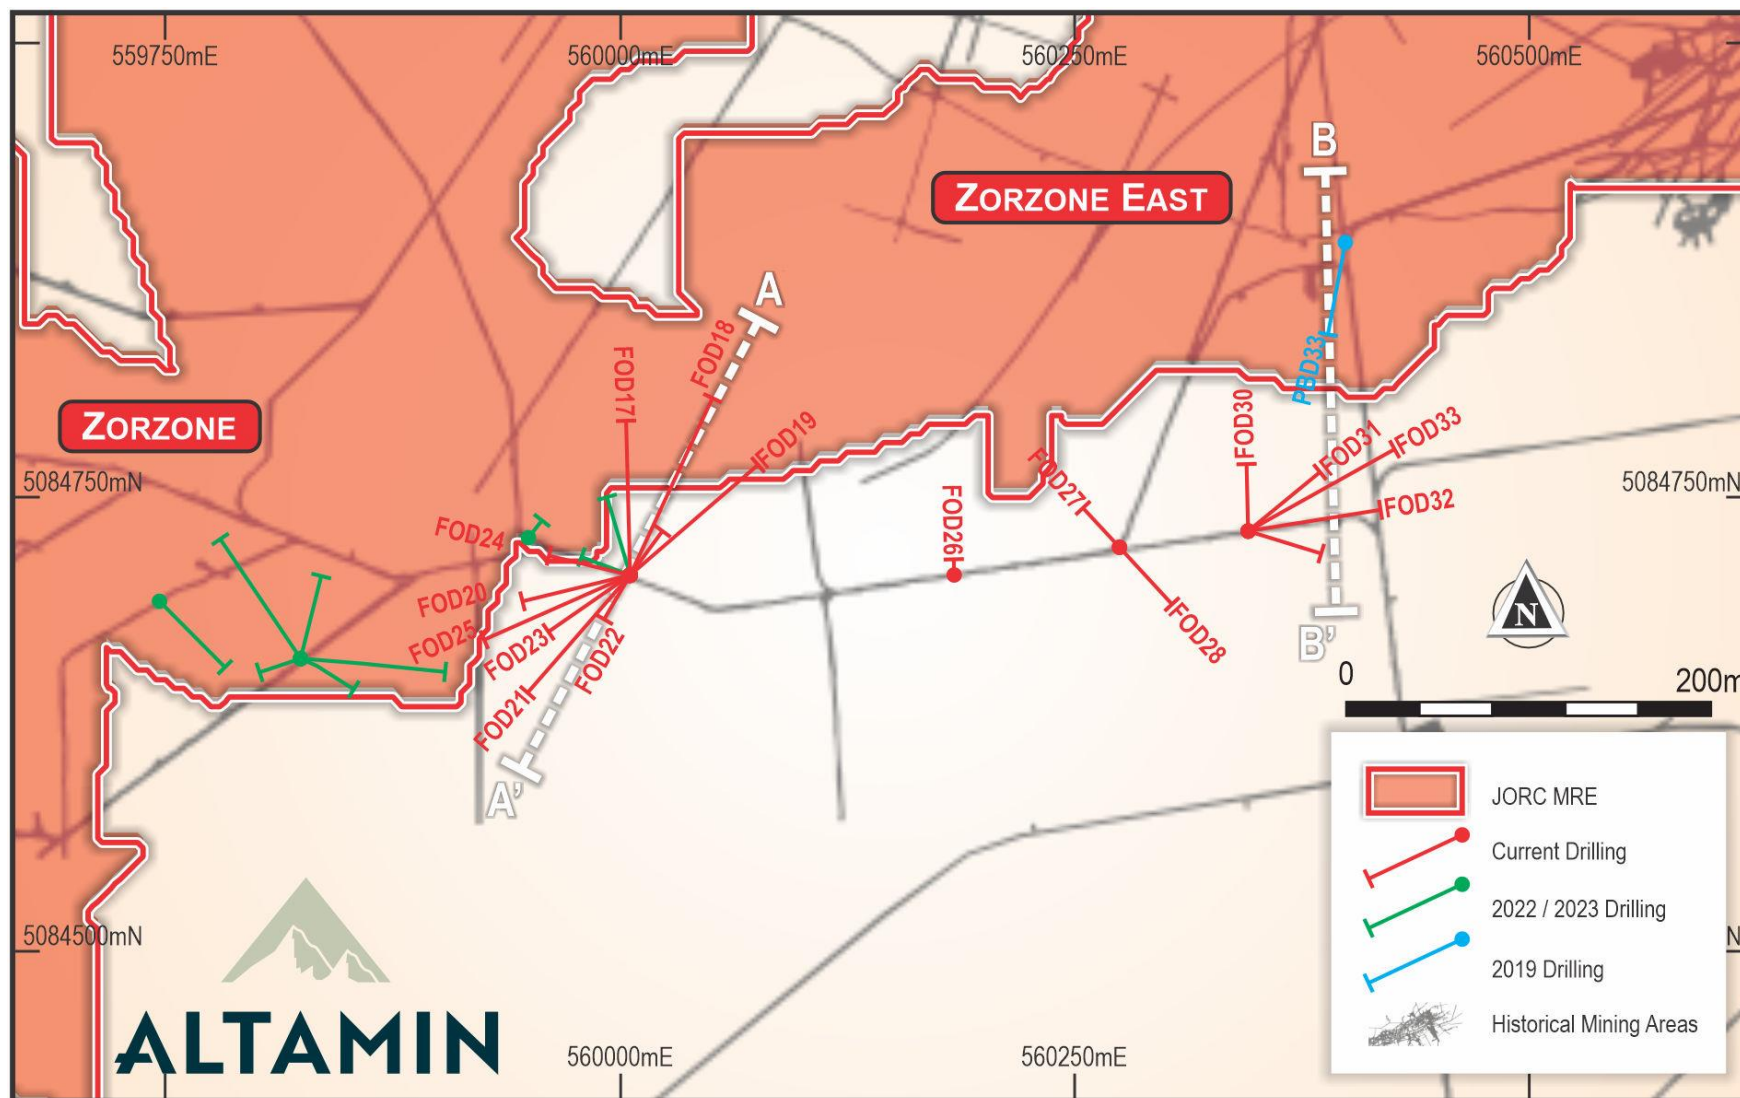 559750mE
560000mE
560250mE
560500mE
B
ZORZONE EAST
A
FOD18
FOD17
PBD33
FOD19
ZORZONE
FOD30
FOD31
FOD33
FOD27
5084750mN
5084750mN
FOD24
FOD26
FOD32
FOD20
FOD25
FOD23
FOD22
FOD28
B'
N
FOD21
A'
0
200m
JORC MRE
Current Drilling
2022 / 2023 Drilling
2019 Drilling
Historical Mining Areas
5084500mN
N
ALTAMIN
560000mE
560250mE